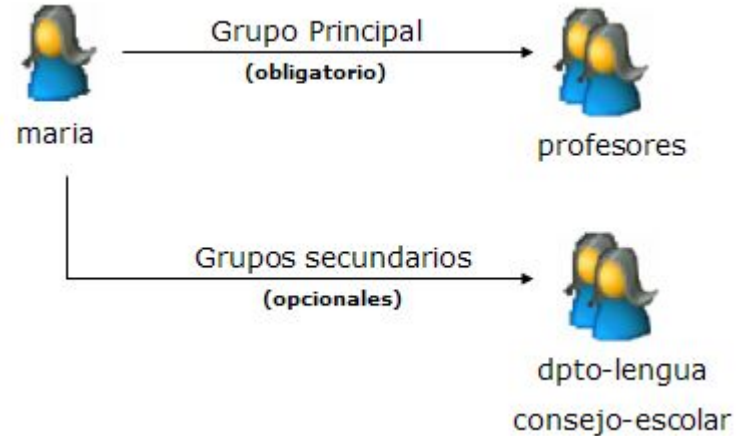 Grupo Principal
(obligatorio)
maria
profesores
Grupos secundarios
(opcionales)
dpto-lengua
consejo-escolar